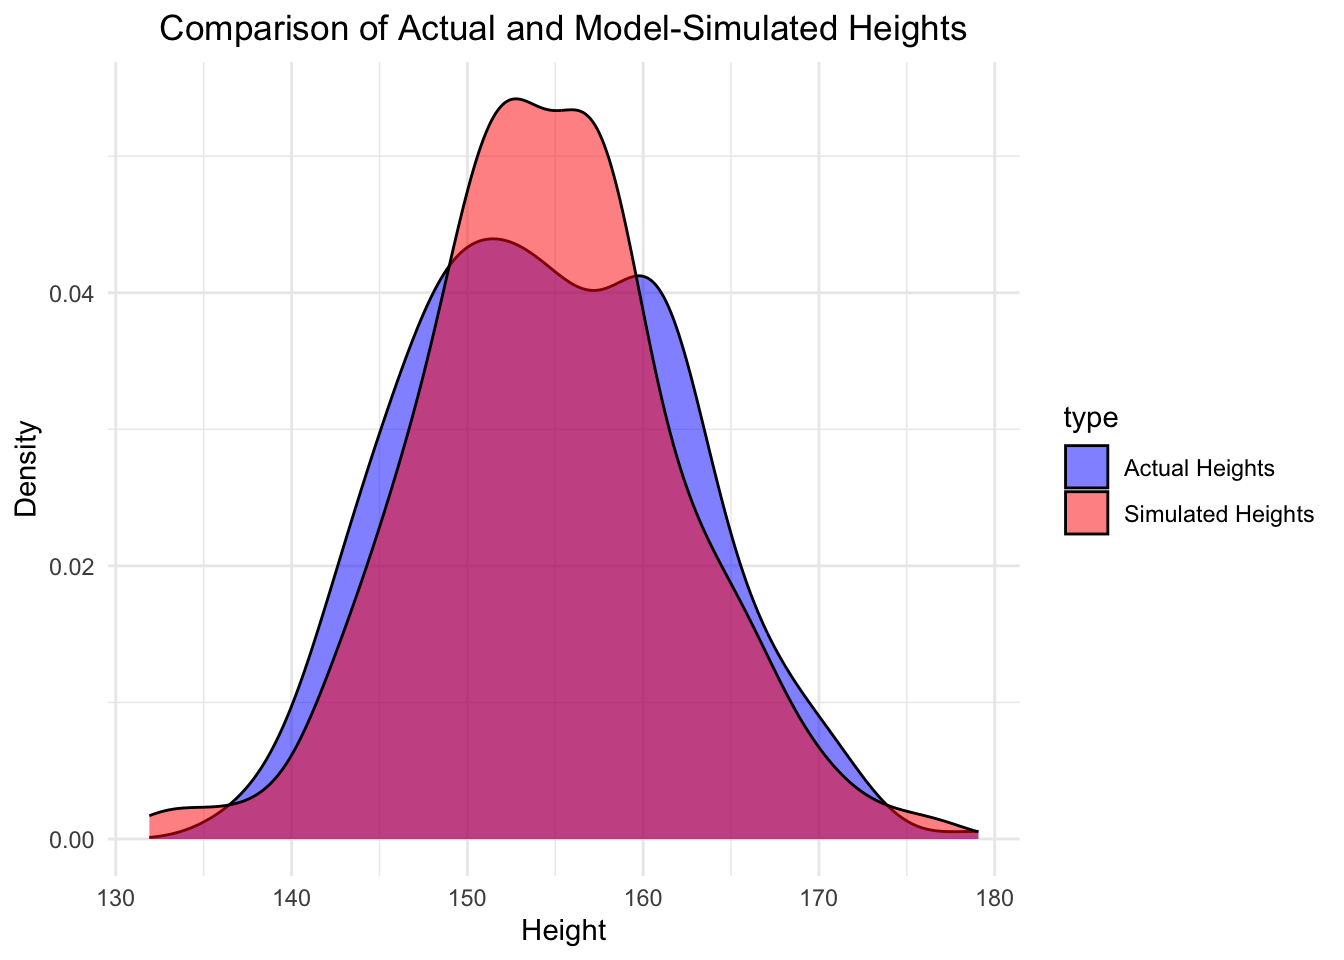 Comparison of Actual and Model-Simulated Heights
Density
0.04
0.02
0.00
130 140 150 160 170 180
Height
type
Actual Heights
Simulated Heights